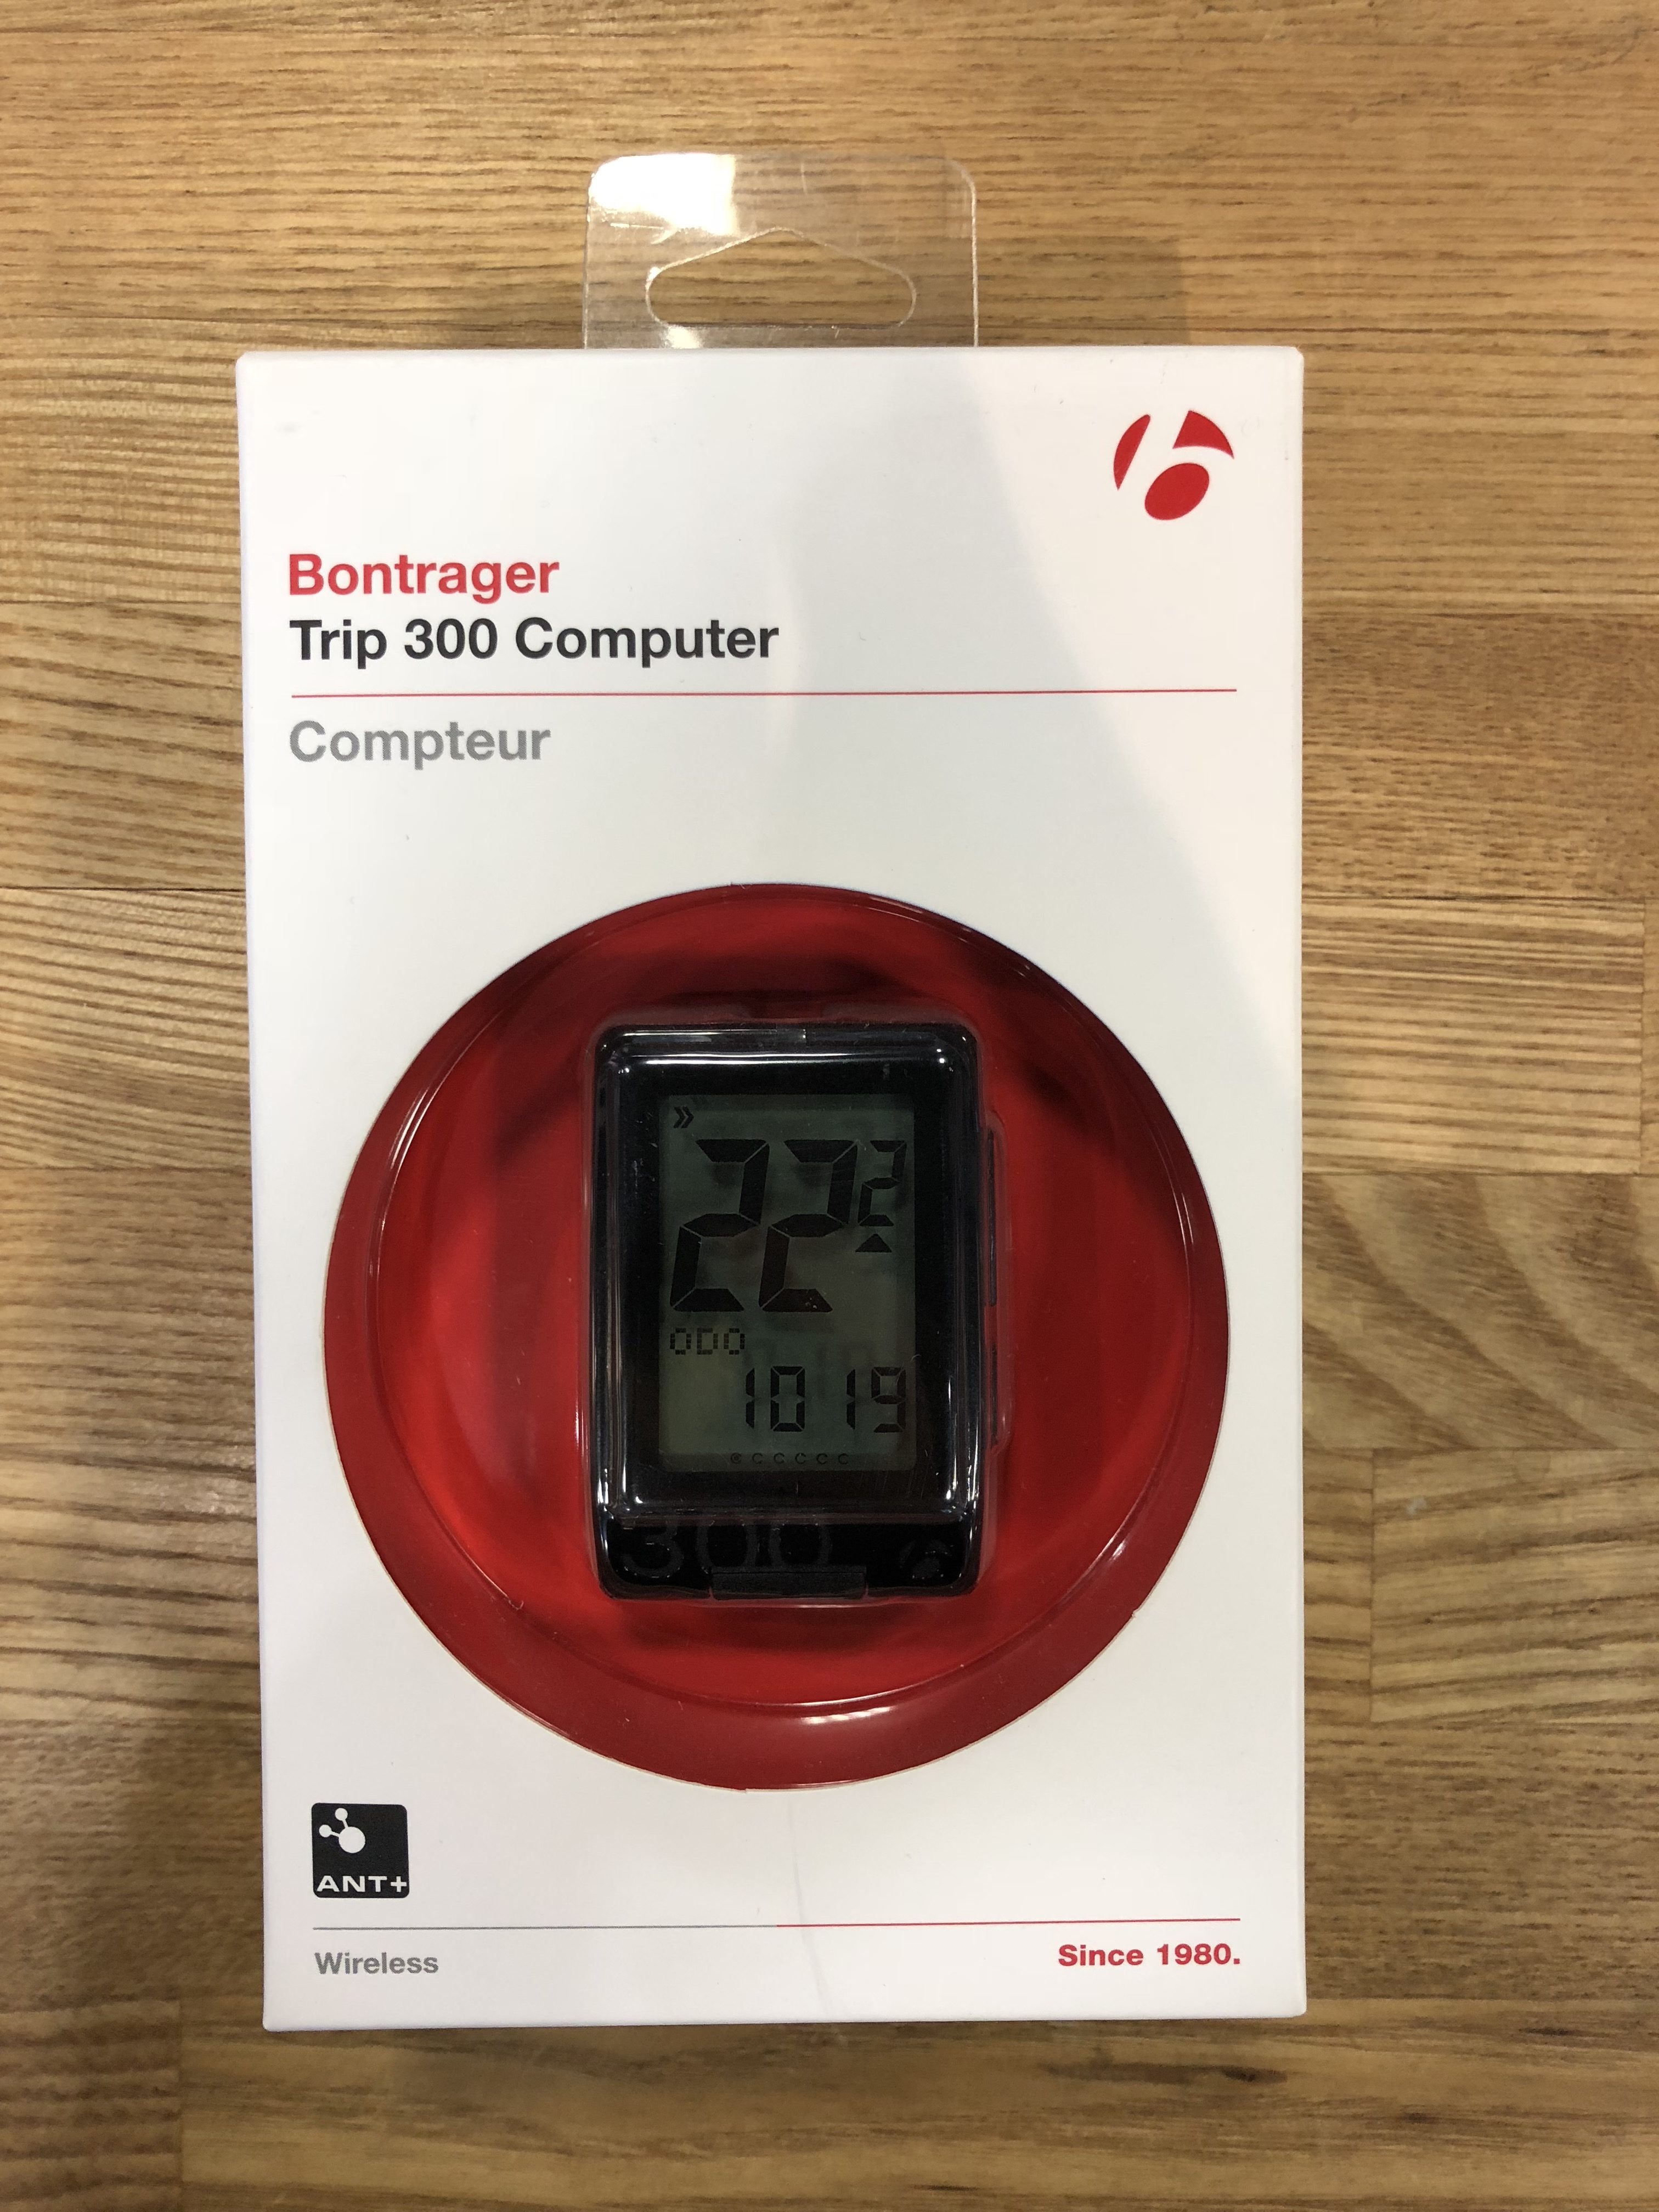 Bontrager
Trip 300 Computer
Compteur
22 2
ODO
1019
300
ANT+
Wireless
Since 1980.